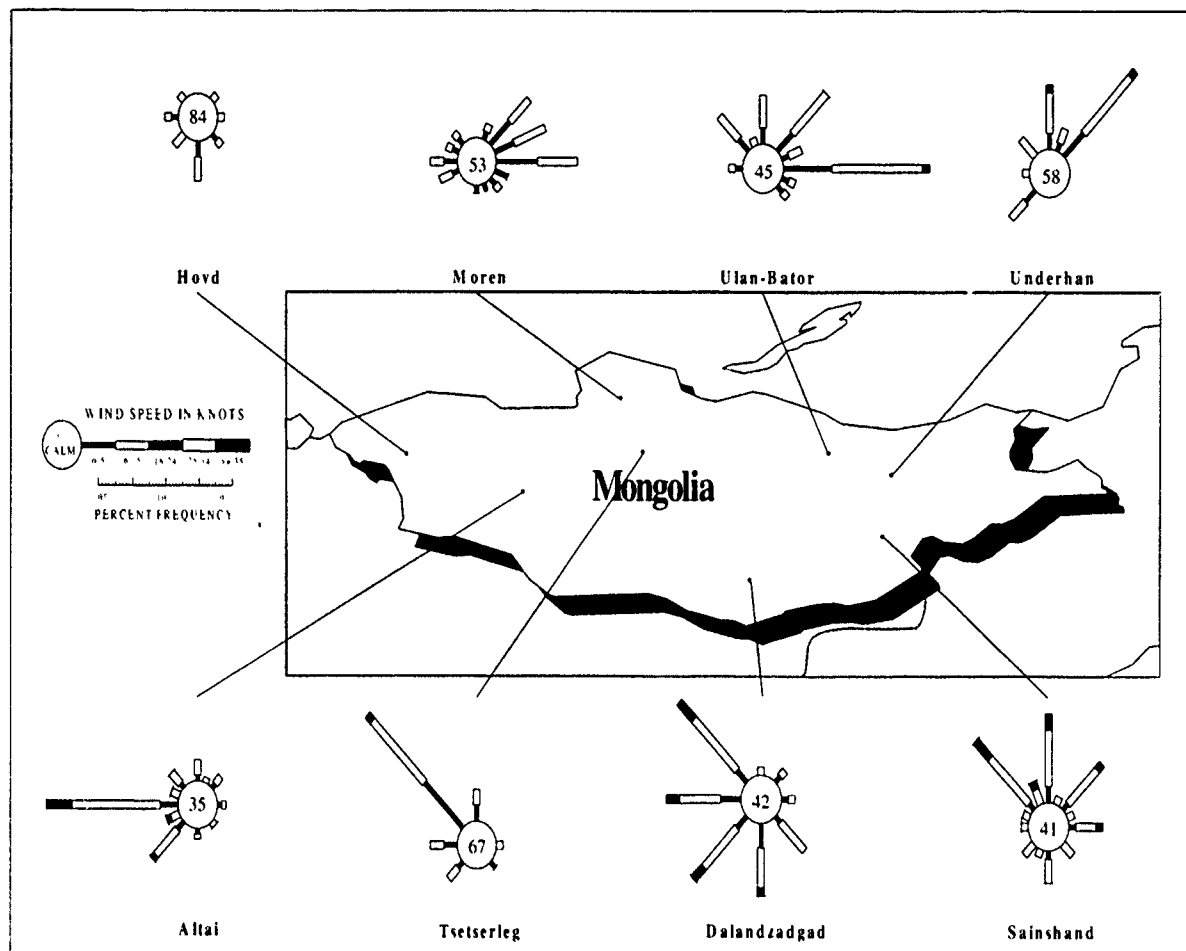 84
53
45
58
Hovd
Moren
Ulan-Bator
Underhan
WIND SPEED IN KNOTS
CALM
PERCENT FREQUENCY
Mongolia
35
67
42
41
Altai
Tsetserleg
Dalandzadgad
Sainshand